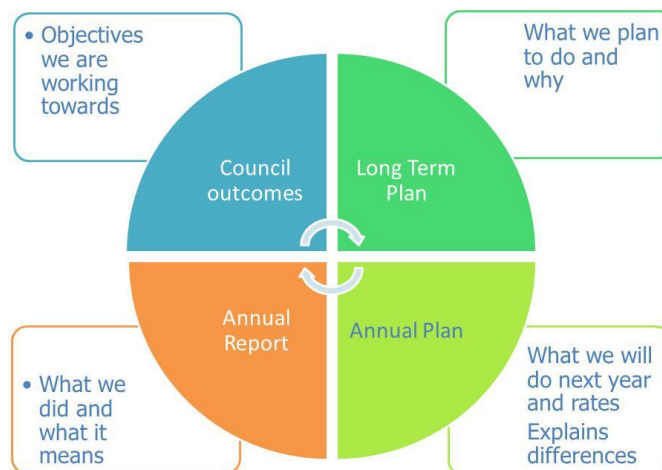 • Objectives
we are
working
towards
What we plan
to do and
why
Council
outcomes
Long Term
Plan
Annual
Report
Annual Plan
• What we
did and
what it
means
What we will
do next year
and rates
Explains
differences